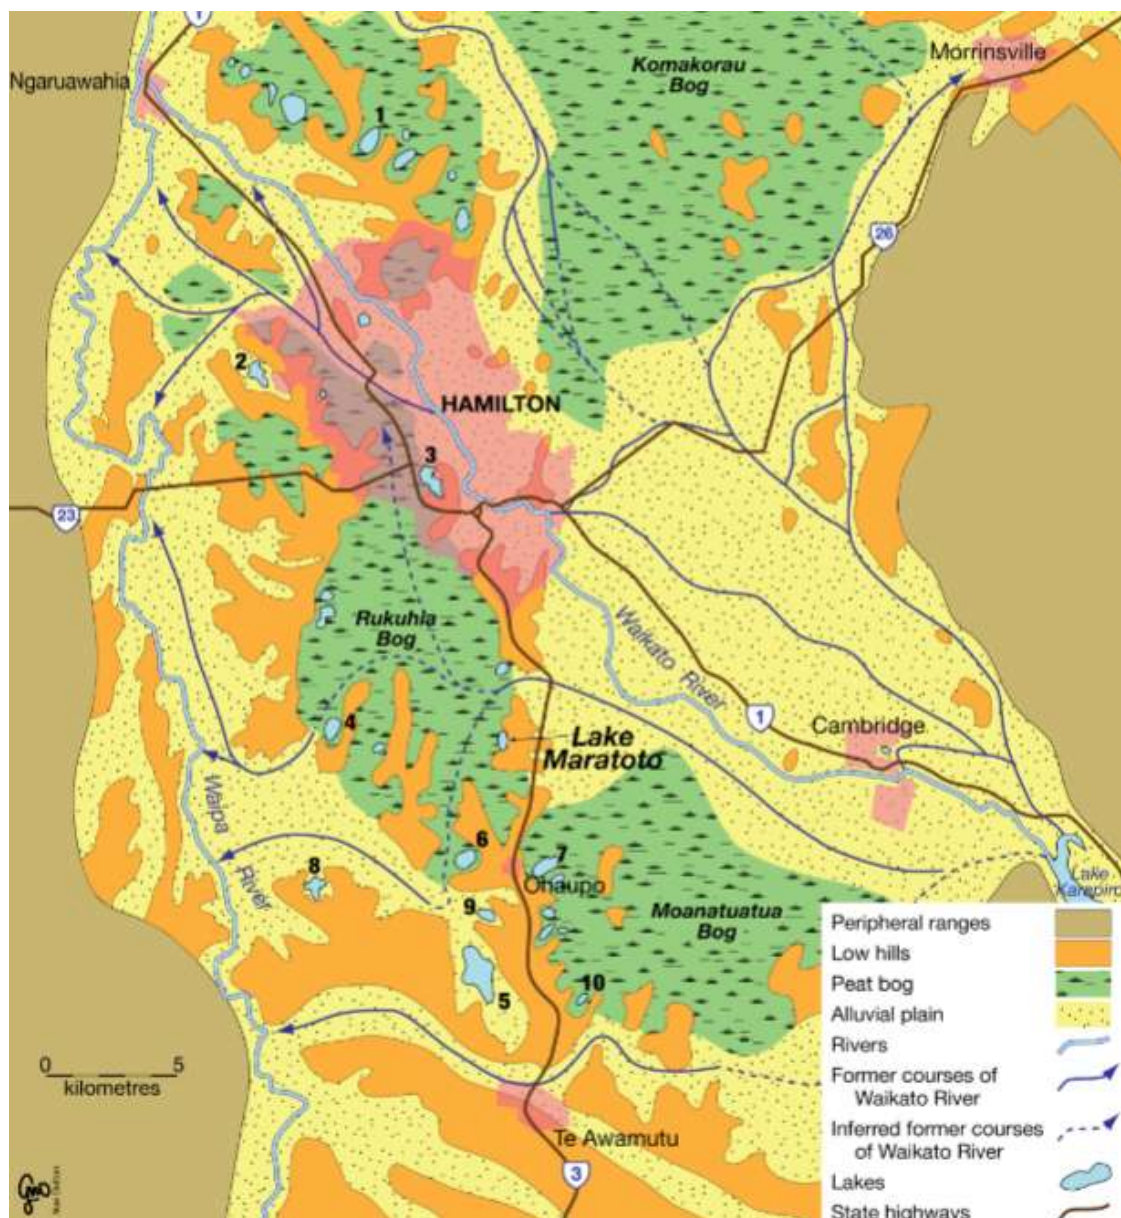 1
Ngaruawahia
Komakorau
Bog
Morrinsville
1
26
2
HAMILTON
3
23
Rukuhia
Bog
Waikato River
4
1
Cambridge
Lake
Maratoto
Waipa
River
6
7
8
Ohaupo
Lake
Karapiro
9
Moanatuatua
Bog
5
10
0 5
kilometres
Te Awamutu
3
Peripheral ranges
Low hills
Peat bog
Alluvial plain
Rivers
Former courses of
Waikato River
Inferred former courses
of Waikato River
Lakes
State highways